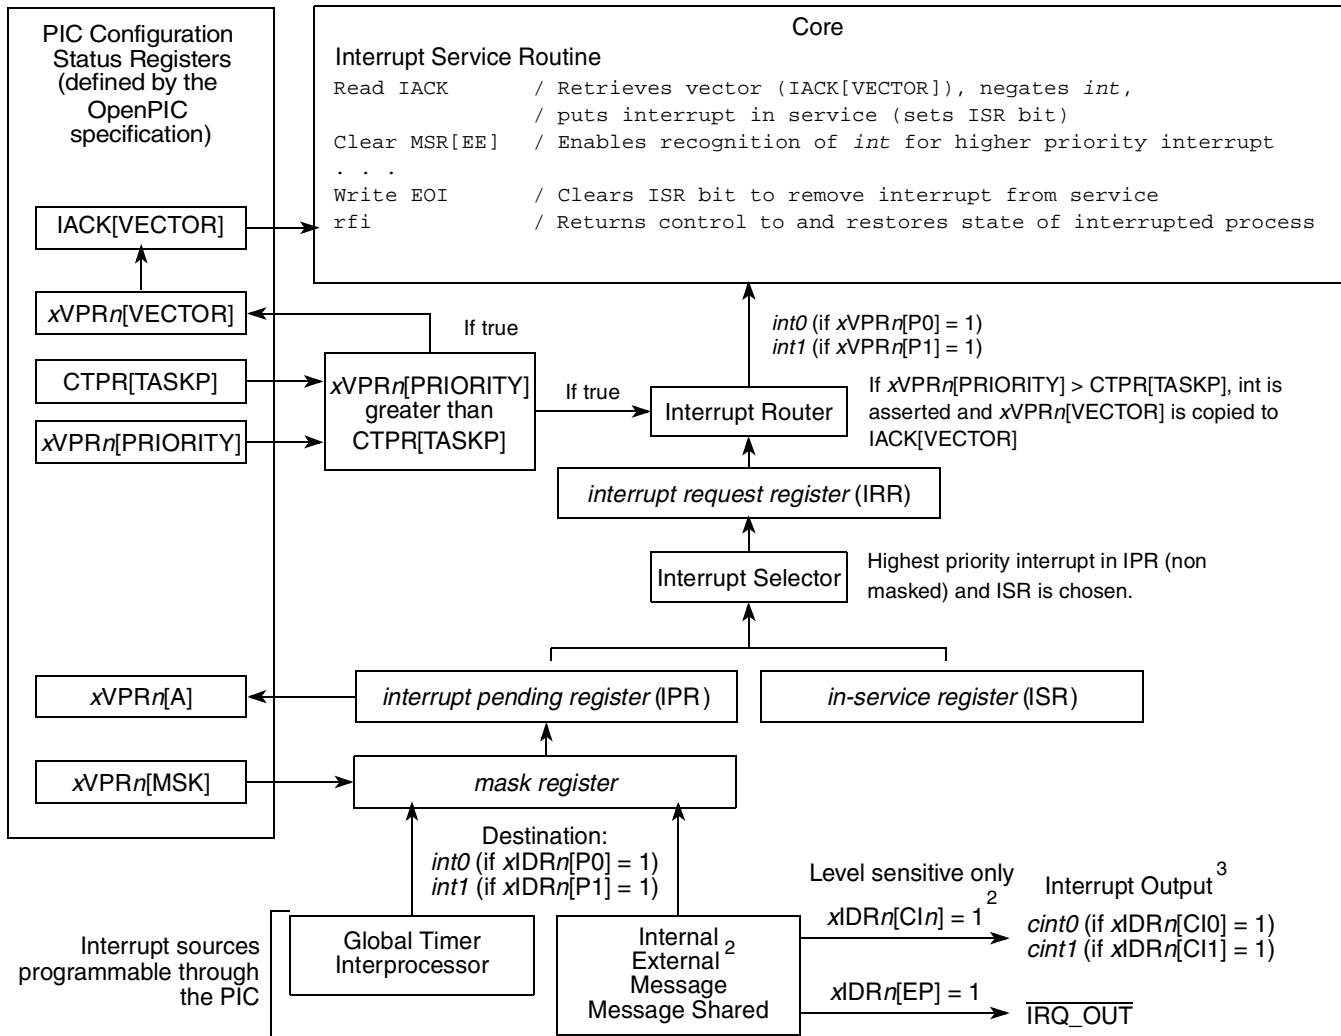 PIC Configuration
Status Registers
(defined by the
OpenPIC
specification)
IACK[VECTOR]
xVPRn[VECTOR]
CTPR[TASKP]
xVPRn[PRIORITY]
xVPRn[A]
xVPRn[MSK]
Core
Interrupt Service Routine
Read IACK / Retrieves vector (IACK[VECTOR]), negates int,
/ puts interrupt in service (sets ISR bit)
Clear MSR[EE] / Enables recognition of int for higher priority interrupt
. . .
Write EOI / Clears ISR bit to remove interrupt from service
rfi / Returns control to and restores state of interrupted process
If true
xVPRn[PRIORITY]
greater than
CTPR[TASKP]
If true
int0 (if xVPRn[P0] = 1)
int1 (if xVPRn[P1] = 1)
Interrupt Router
If xVPRn[PRIORITY] > CTPR[TASKP], int is
asserted and xVPRn[VECTOR] is copied to
IACK[VECTOR]
interrupt request register (IRR)
Interrupt Selector
Highest priority interrupt in IPR (non
masked) and ISR is chosen.
interrupt pending register (IPR)
in-service register (ISR)
mask register
Destination:
int0 (if xIDRn[P0] = 1)
int1 (if xIDRn[P1] = 1)
Interrupt sources
programmable through
the PIC
Global Timer
Interprocessor
Internal
External 2
Message
Message Shared
Level sensitive only
xIDRn[CIn] = 1 2
xIDRn[EP] = 1
Interrupt Output 3
cint0 (if xIDRn[CI0] = 1)
cint1 (if xIDRn[CI1] = 1)
IRQ_OUT